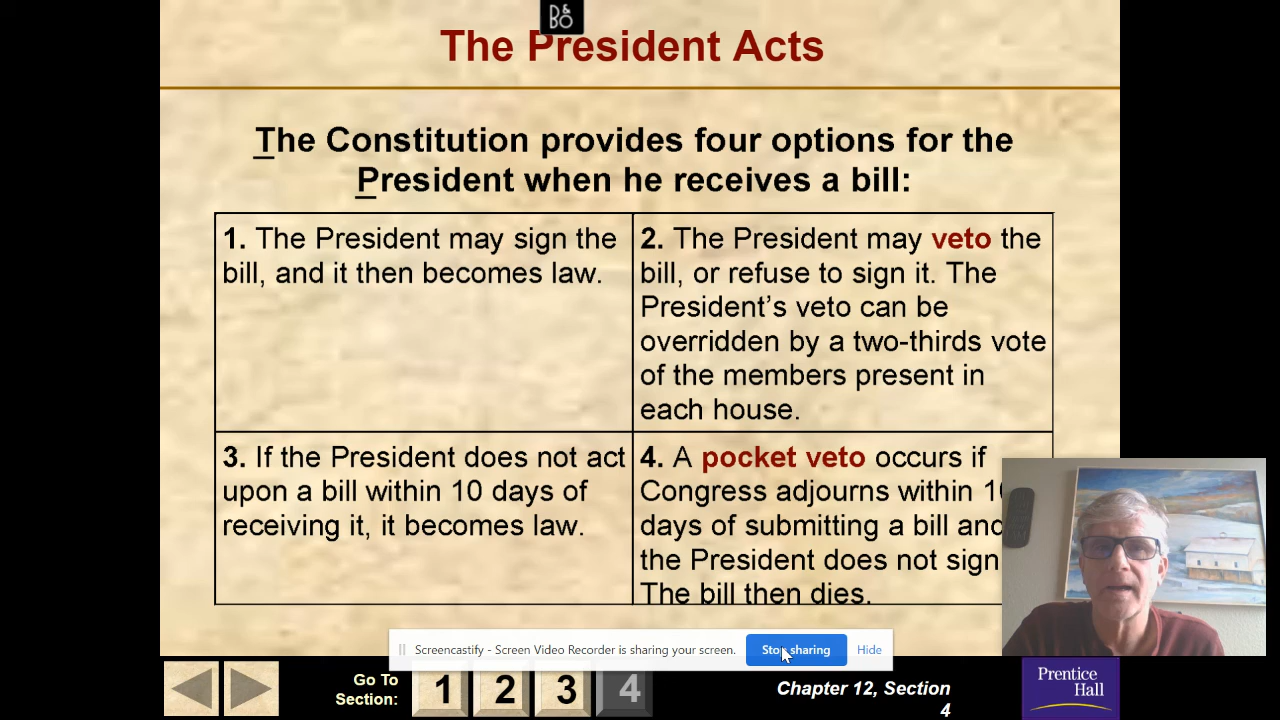 B&O
The President Acts
The Constitution provides four options for the
President when he receives a bill:
1. The President may sign the
bill, and it then becomes law.
2. The President may veto the
bill, or refuse to sign it. The
President’s veto can be
overridden by a two-thirds vote
of the members present in
each house.
3. If the President does not act
upon a bill within 10 days of
receiving it, it becomes law.
4. A pocket veto occurs if
Congress adjourns within
days of submitting a bill and
the President does not sign
The bill then dies.
Screencastify - Screen Video Recorder is sharing your screen.
Stop sharing
Hide
Go To
Section:
1
2
3
4
Chapter 12, Section
4
Prentice
Hall